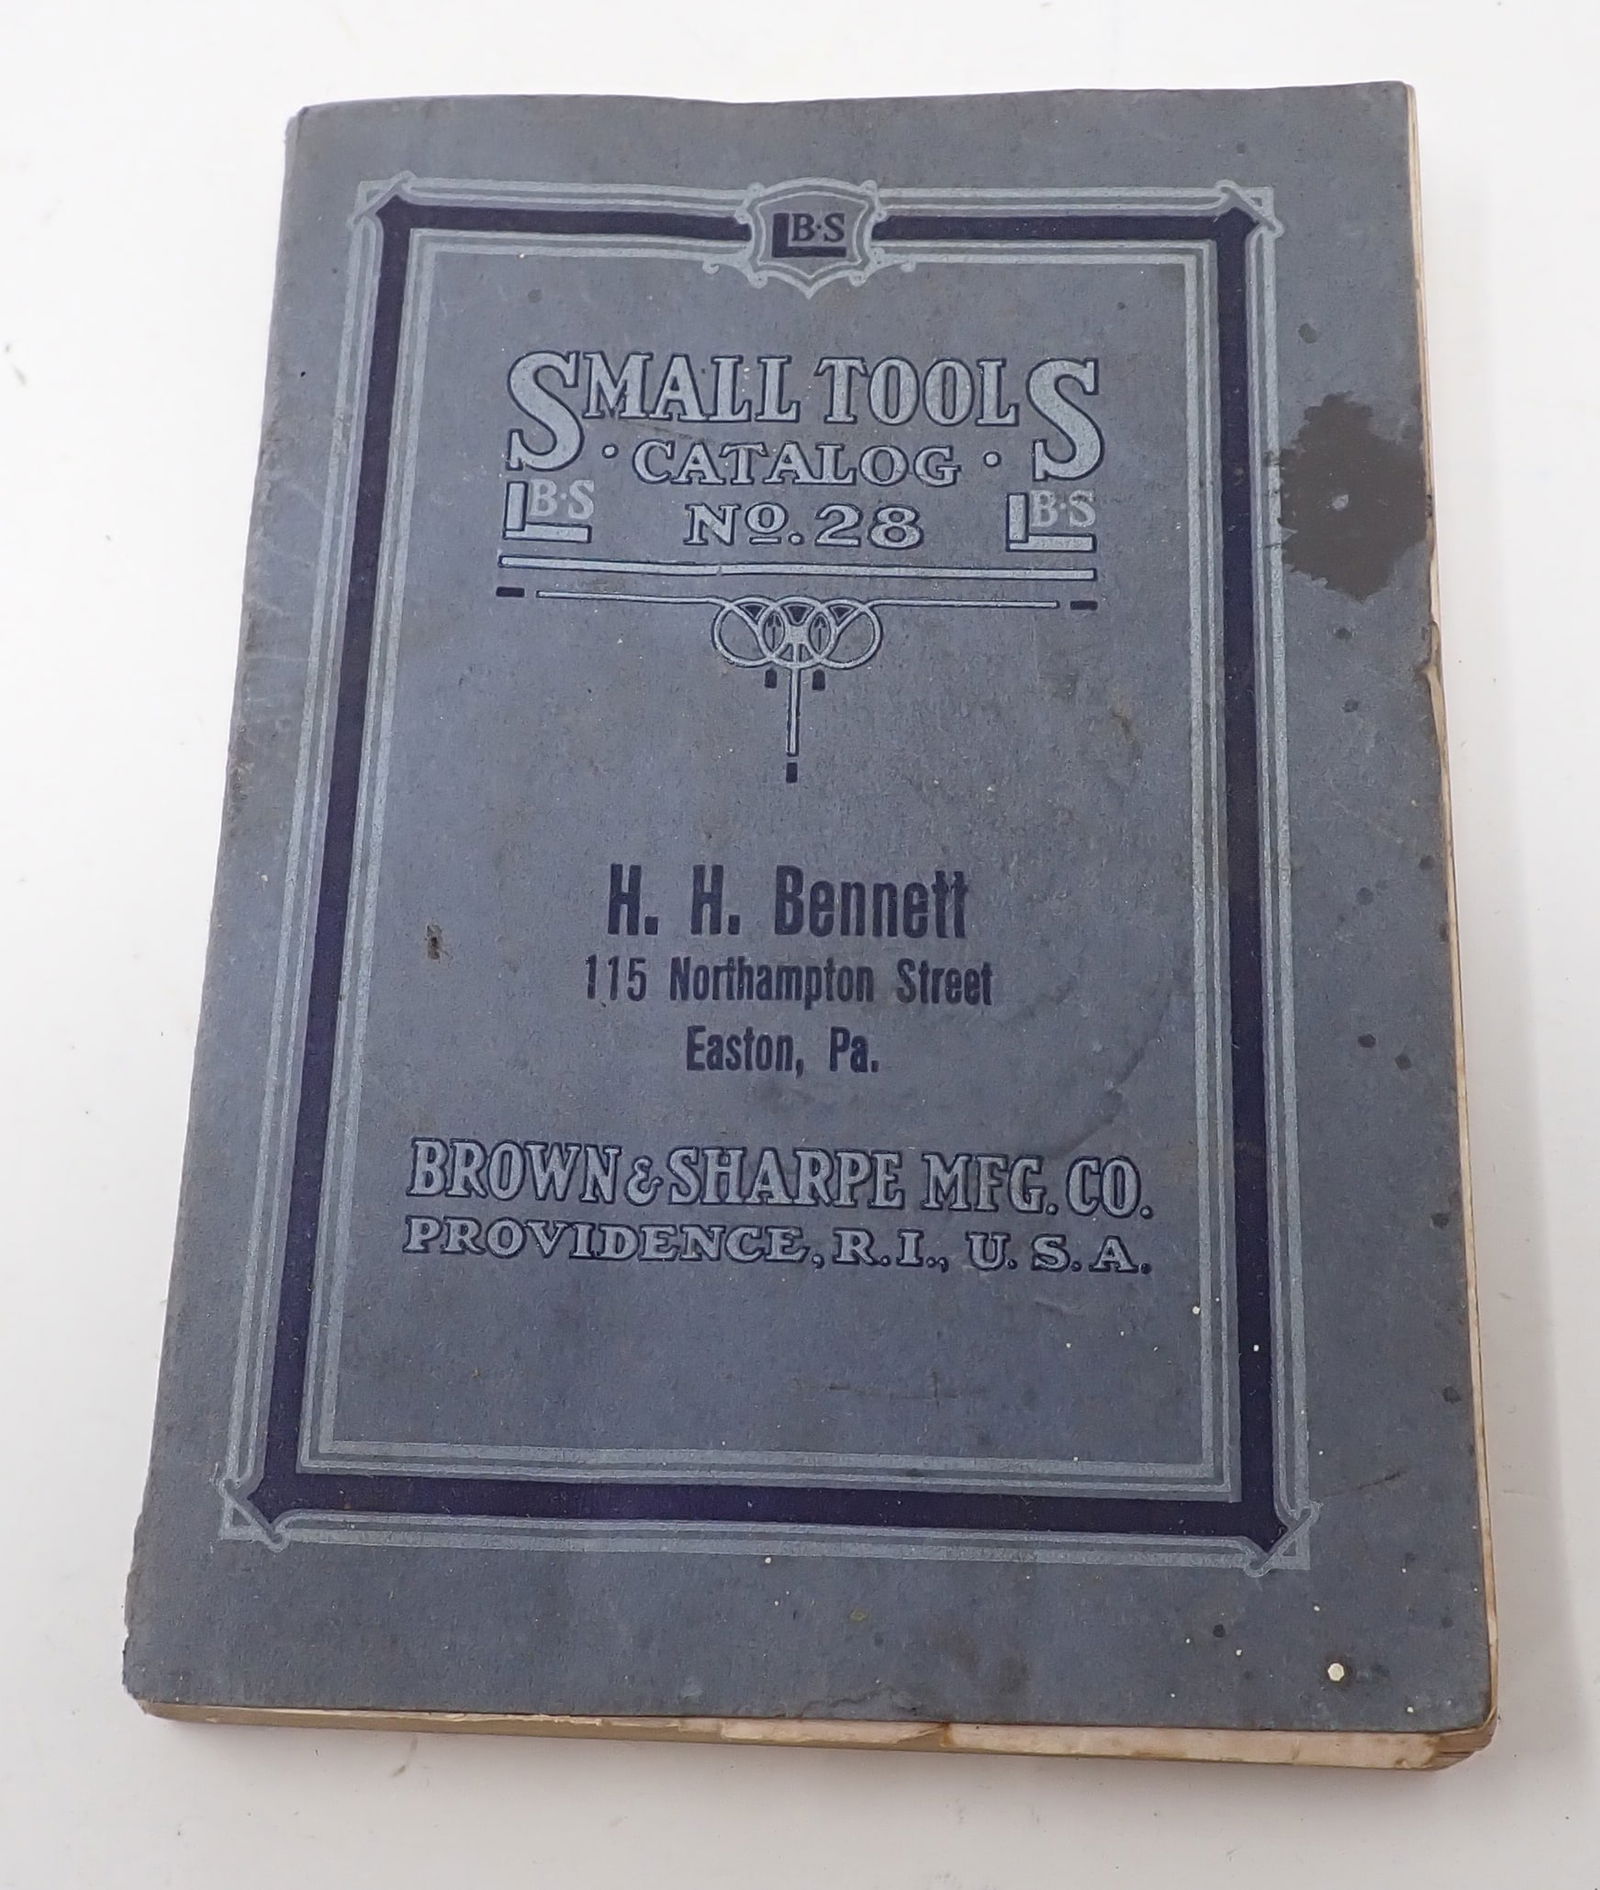 B·S
SMALL TOOLS
· CATALOG ·
B·S No. 28 B·S
H. H. Bennett
115 Northampton Street
Easton, Pa.
BROWN & SHARPE MFG. CO.
PROVIDENCE, R. I., U. S. A.